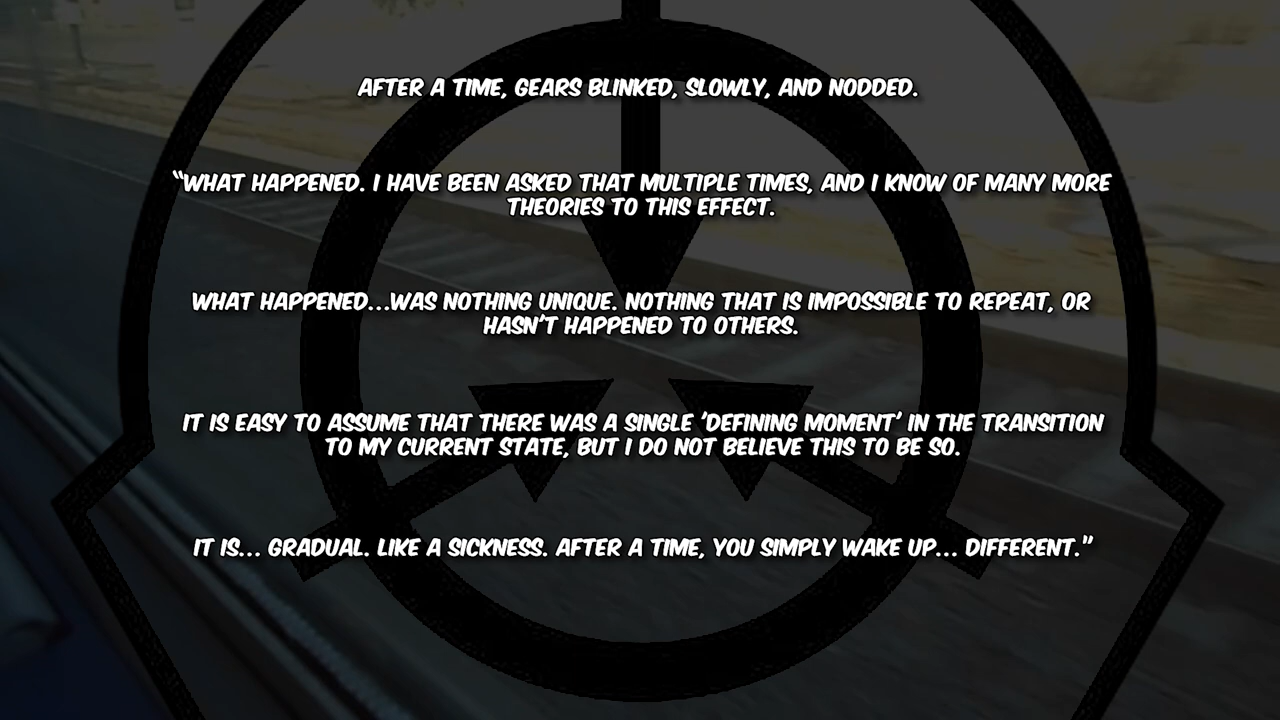 AFTER A TIME, GEARS BLINKED, SLOWLY, AND NODDED.
“WHAT HAPPENED. I HAVE BEEN ASKED THAT MULTIPLE TIMES, AND I KNOW OF MANY MORE
THEORIES TO THIS EFFECT.
WHAT HAPPENED...WAS NOTHING UNIQUE. NOTHING THAT IS IMPOSSIBLE TO REPEAT, OR
HASN'T HAPPENED TO OTHERS.
IT IS EASY TO ASSUME THAT THERE WAS A SINGLE 'DEFINING MOMENT' IN THE TRANSITION
TO MY CURRENT STATE, BUT I DO NOT BELIEVE THIS TO BE SO.
IT IS... GRADUAL. LIKE A SICKNESS. AFTER A TIME, YOU SIMPLY WAKE UP... DIFFERENT.”